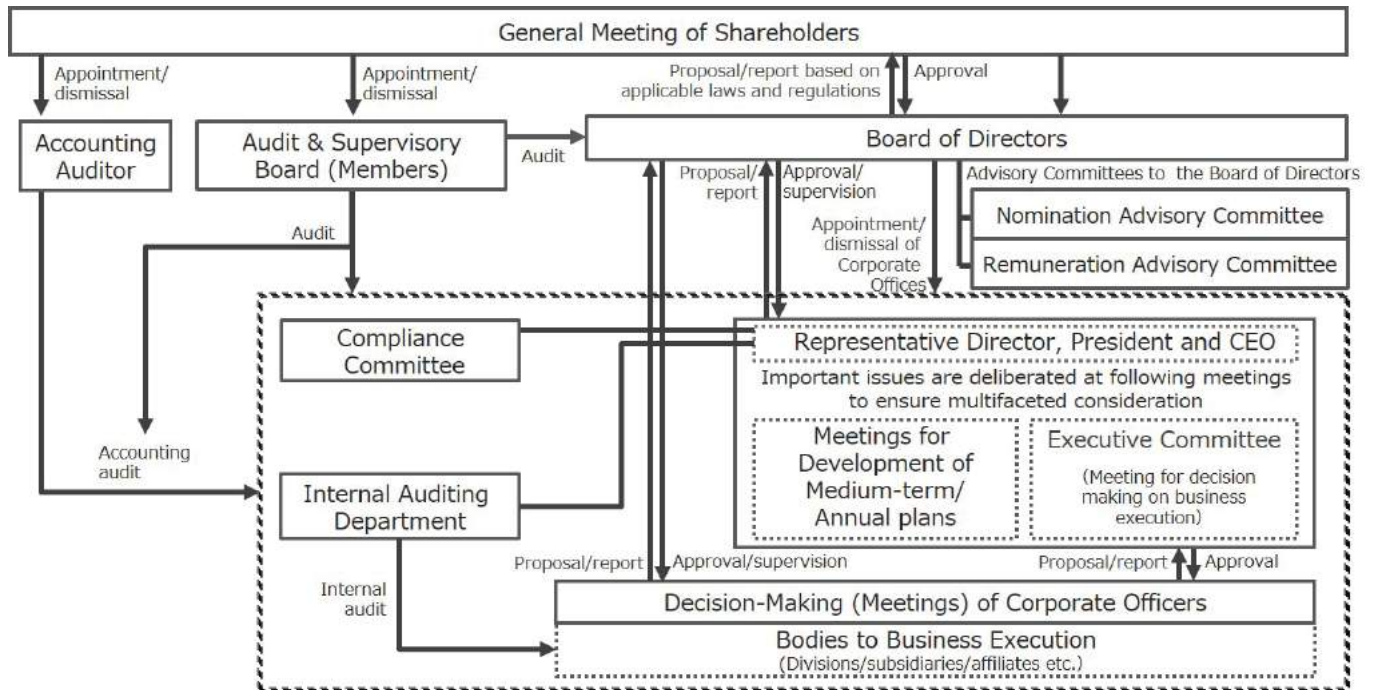 General Meeting of Shareholders
Appointment/
dismissal
Appointment/
dismissal
Proposal/report based on
applicable laws and regulations
Approval
Accounting
Auditor
Audit & Supervisory
Board (Members)
Audit
Board of Directors
Proposal/
report
Approval/
supervision
Advisory Committees to the Board of Directors
Nomination Advisory Committee
Remuneration Advisory Committee
Appointment/
dismissal of
Corporate
Offices
Audit
Compliance
Committee
Representative Director, President and CEO
Important issues are deliberated at following meetings
to ensure multifaceted consideration
Meetings for
Development of
Medium-term/
Annual plans
Executive Committee
(Meeting for decision
making on business
execution)
Accounting
audit
Internal Auditing
Department
Proposal/report
Approval/supervision
Proposal/report
Approval
Internal
audit
Decision-Making (Meetings) of Corporate Officers
Bodies to Business Execution
(Divisions/subsidiaries/affiliates etc.)